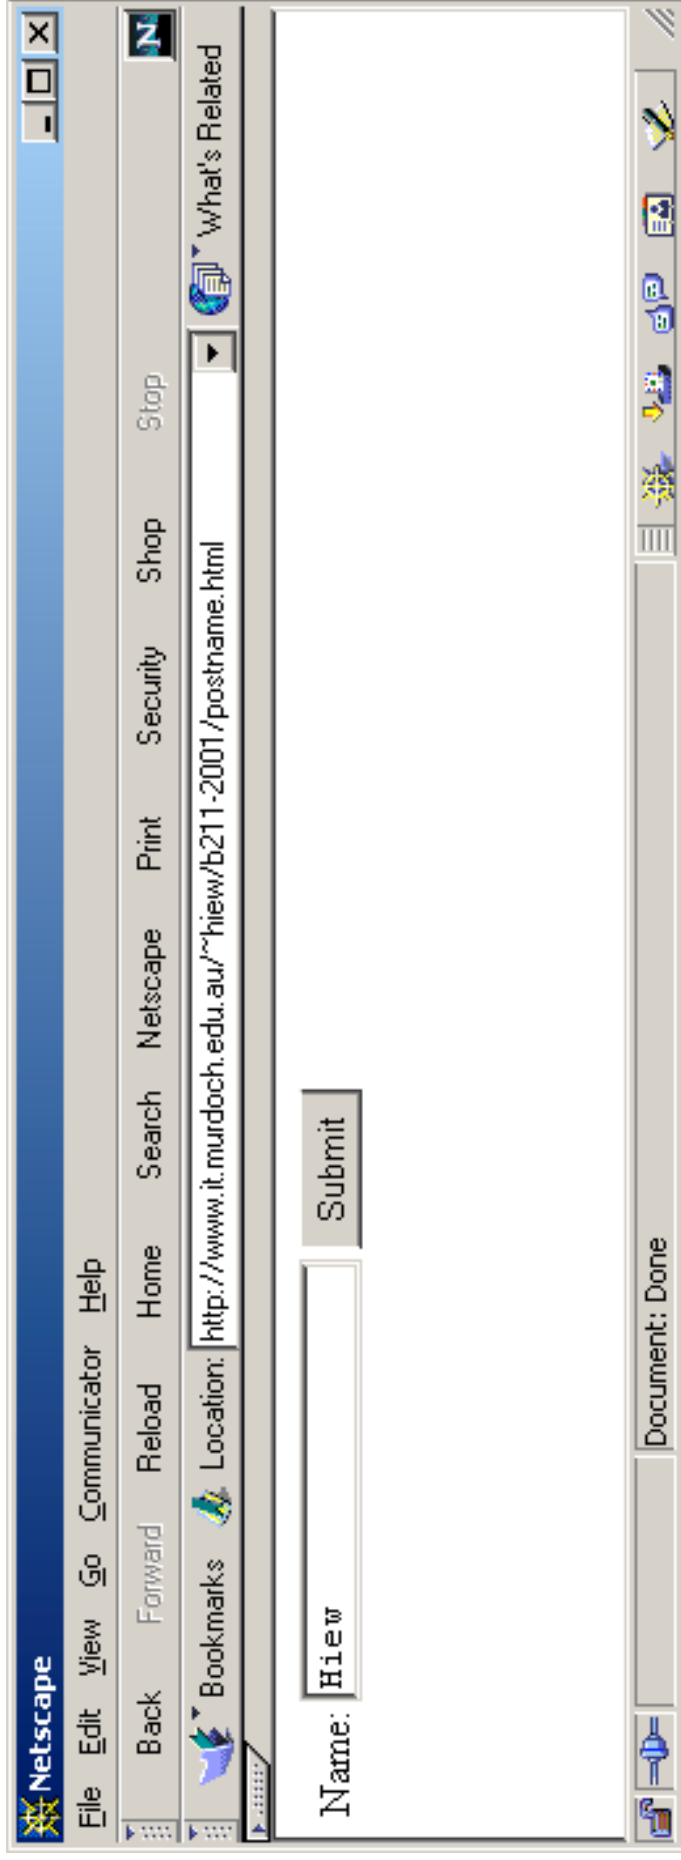 Netscape
File Edit View Go Communicator Help
Back Forward Reload Home Search Netscape Print Security Shop Stop
N
Bookmarks Location: http://www.it.murdoch.edu.au/~hiew/b211-2001/postname.html What's Related
Name: Hiew Submit
Document: Done